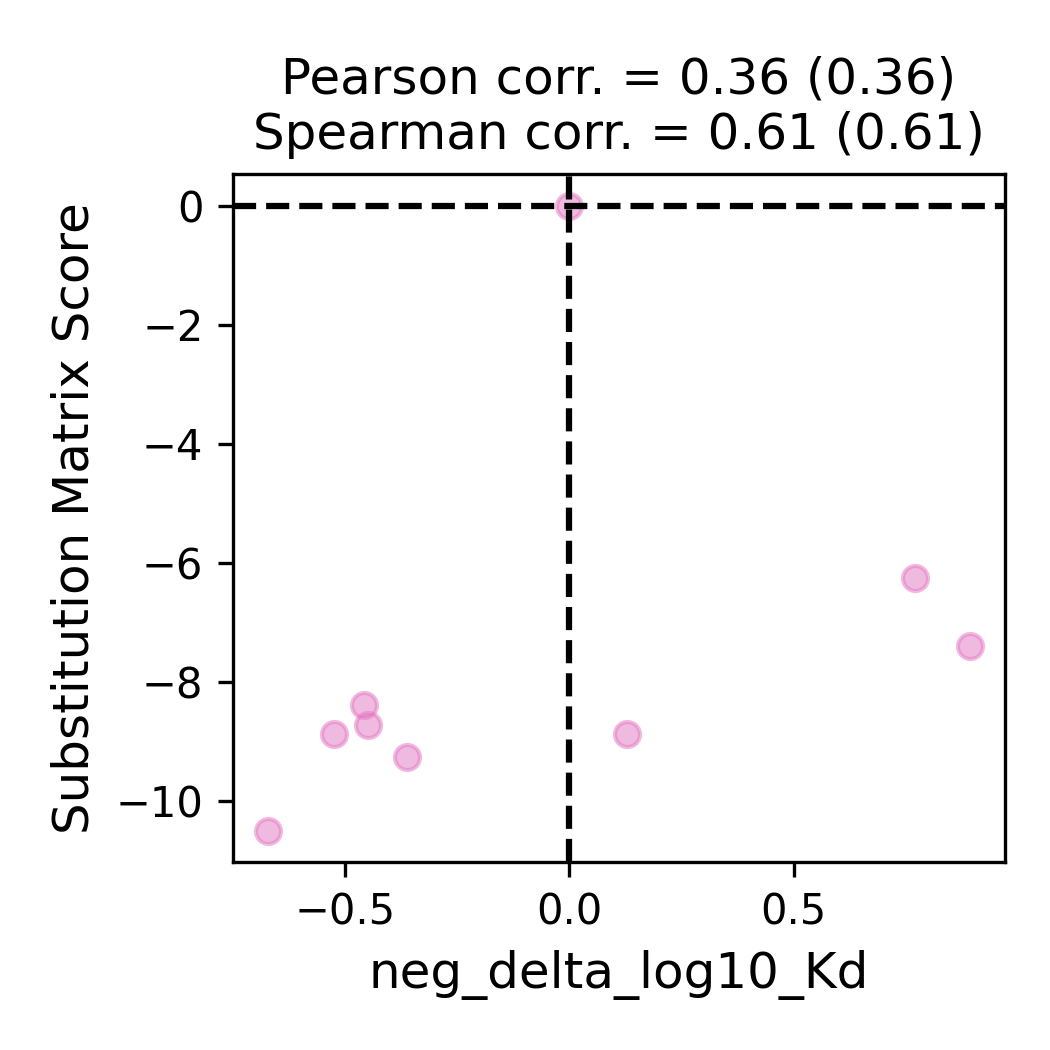 Pearson corr. = 0.36 (0.36)
Spearman corr. = 0.61 (0.61)
Substitution Matrix Score
0
−2
−4
−6
−8
−10
−0.5
0.0
0.5
neg_delta_log10_Kd